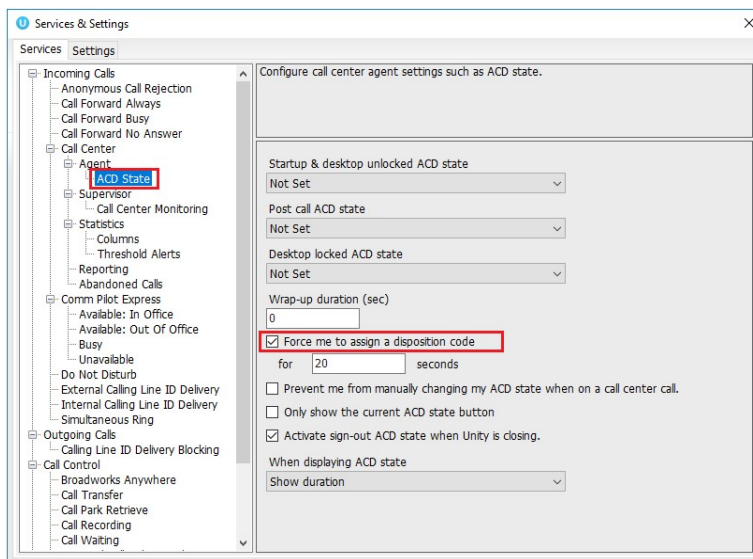 Services & Settings
Services Settings
Incoming Calls
Anonymous Call Rejection
Call Forward Always
Call Forward Busy
Call Forward No Answer
Call Center
Agent
ACD State
Supervisor
Call Center Monitoring
Statistics
Columns
Threshold Alerts
Reporting
Abandoned Calls
Comm Pilot Express
Available: In Office
Available: Out Of Office
Busy
Unavailable
Do Not Disturb
External Calling Line ID Delivery
Internal Calling Line ID Delivery
Simultaneous Ring
Outgoing Calls
Calling Line ID Delivery Blocking
Call Control
Broadworks Anywhere
Call Transfer
Call Park Retrieve
Call Recording
Call Waiting
Configure call center agent settings such as ACD state.
Startup & desktop unlocked ACD state
Not Set
Post call ACD state
Not Set
Desktop locked ACD state
Not Set
Wrap-up duration (sec)
0
Force me to assign a disposition code
for 20 seconds
Prevent me from manually changing my ACD state when on a call center call.
Only show the current ACD state button
Activate sign-out ACD state when Unity is closing.
When displaying ACD state
Show duration